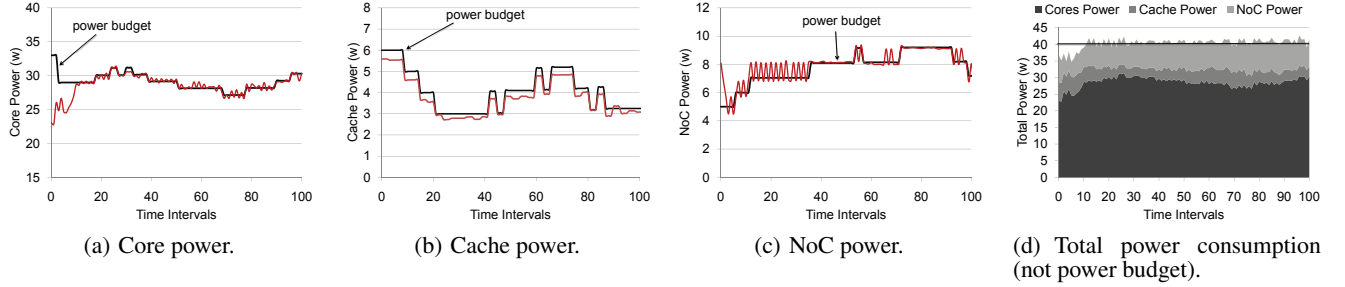 40
35
30
25
20
15
Core Power (w)
power budget
0 20 40 60 80 100
Time Intervals
(a) Core power.
8
7
6
5
4
3
2
1
0
Cache Power (w)
power budget
0 20 40 60 80 100
Time Intervals
(b) Cache power.
12
10
8
6
4
2
0
NoC Power (w)
power budget
0 20 40 60 80 100
Time Intervals
(c) NoC power.
Cores Power Cache Power NoC Power
45
40
35
30
25
20
15
10
5
0
Total Power (w)
0 10 20 30 40 50 60 70 80 90 100
Time Intervals
(d) Total power consumption
(not power budget).